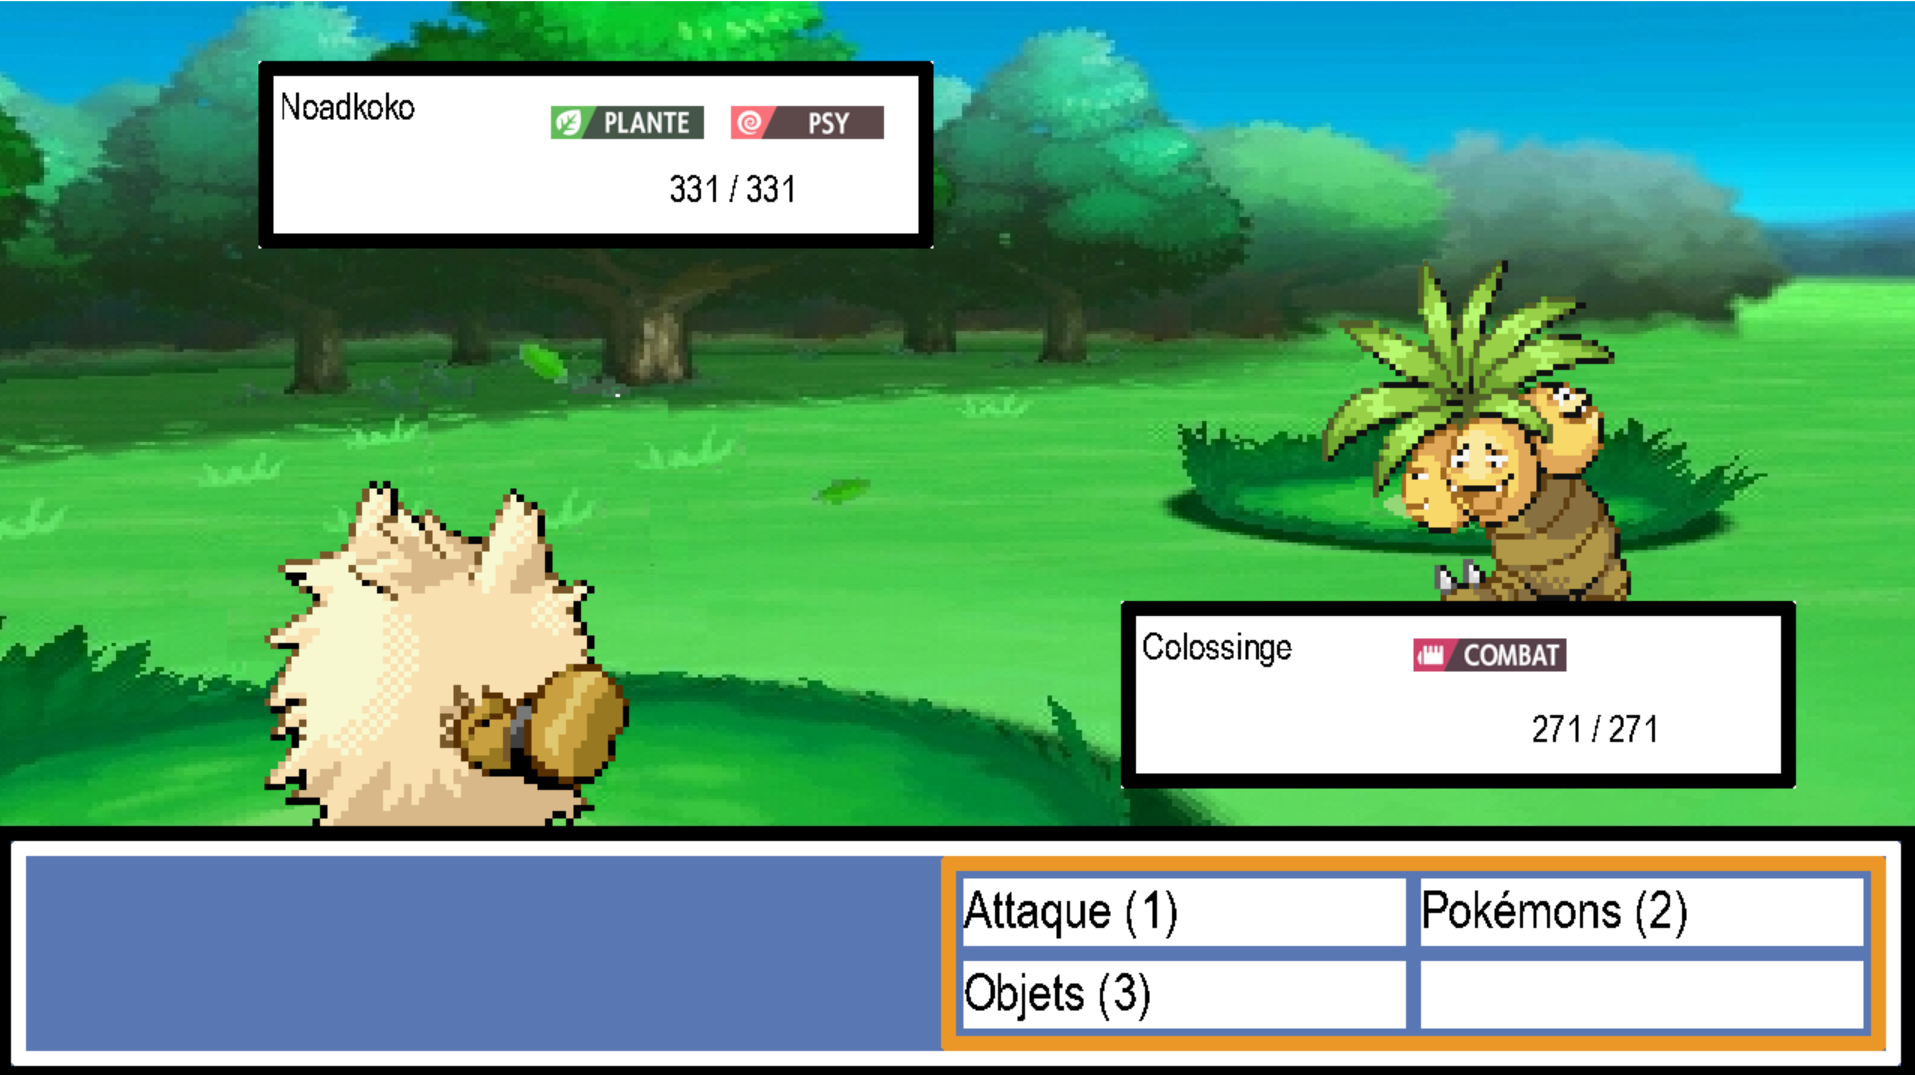 Noadkoko
PLANTE PSY
331 / 331
Colossinge
COMBAT
271 / 271
Attaque (1)
Pokémons (2)
Objets (3)